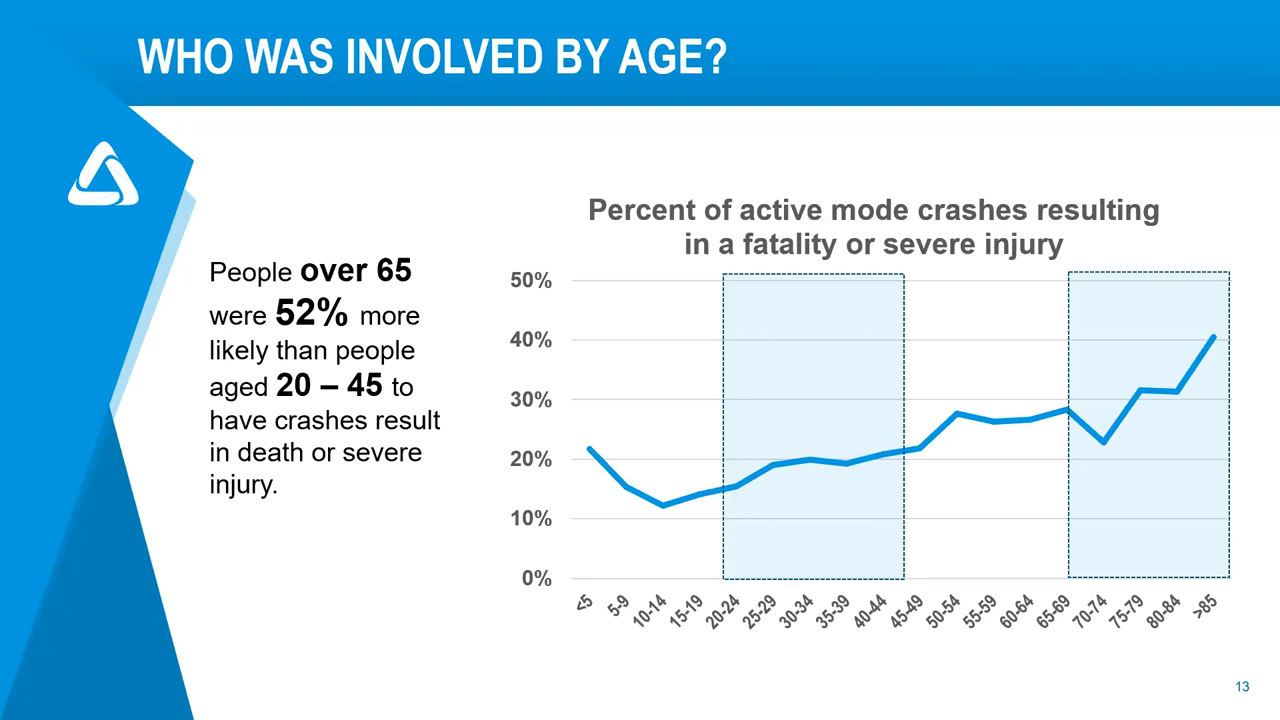 WHO WAS INVOLVED BY AGE?
People over 65
were 52% more
likely than people
aged 20 – 45 to
have crashes result
in death or severe
injury.
Percent of active mode crashes resulting
in a fatality or severe injury
50%
40%
30%
20%
10%
0%
<5
5-9
10-14
15-19
20-24
25-29
30-34
35-39
40-44
45-49
50-54
55-59
60-64
65-69
70-74
75-79
80-84
>85
13